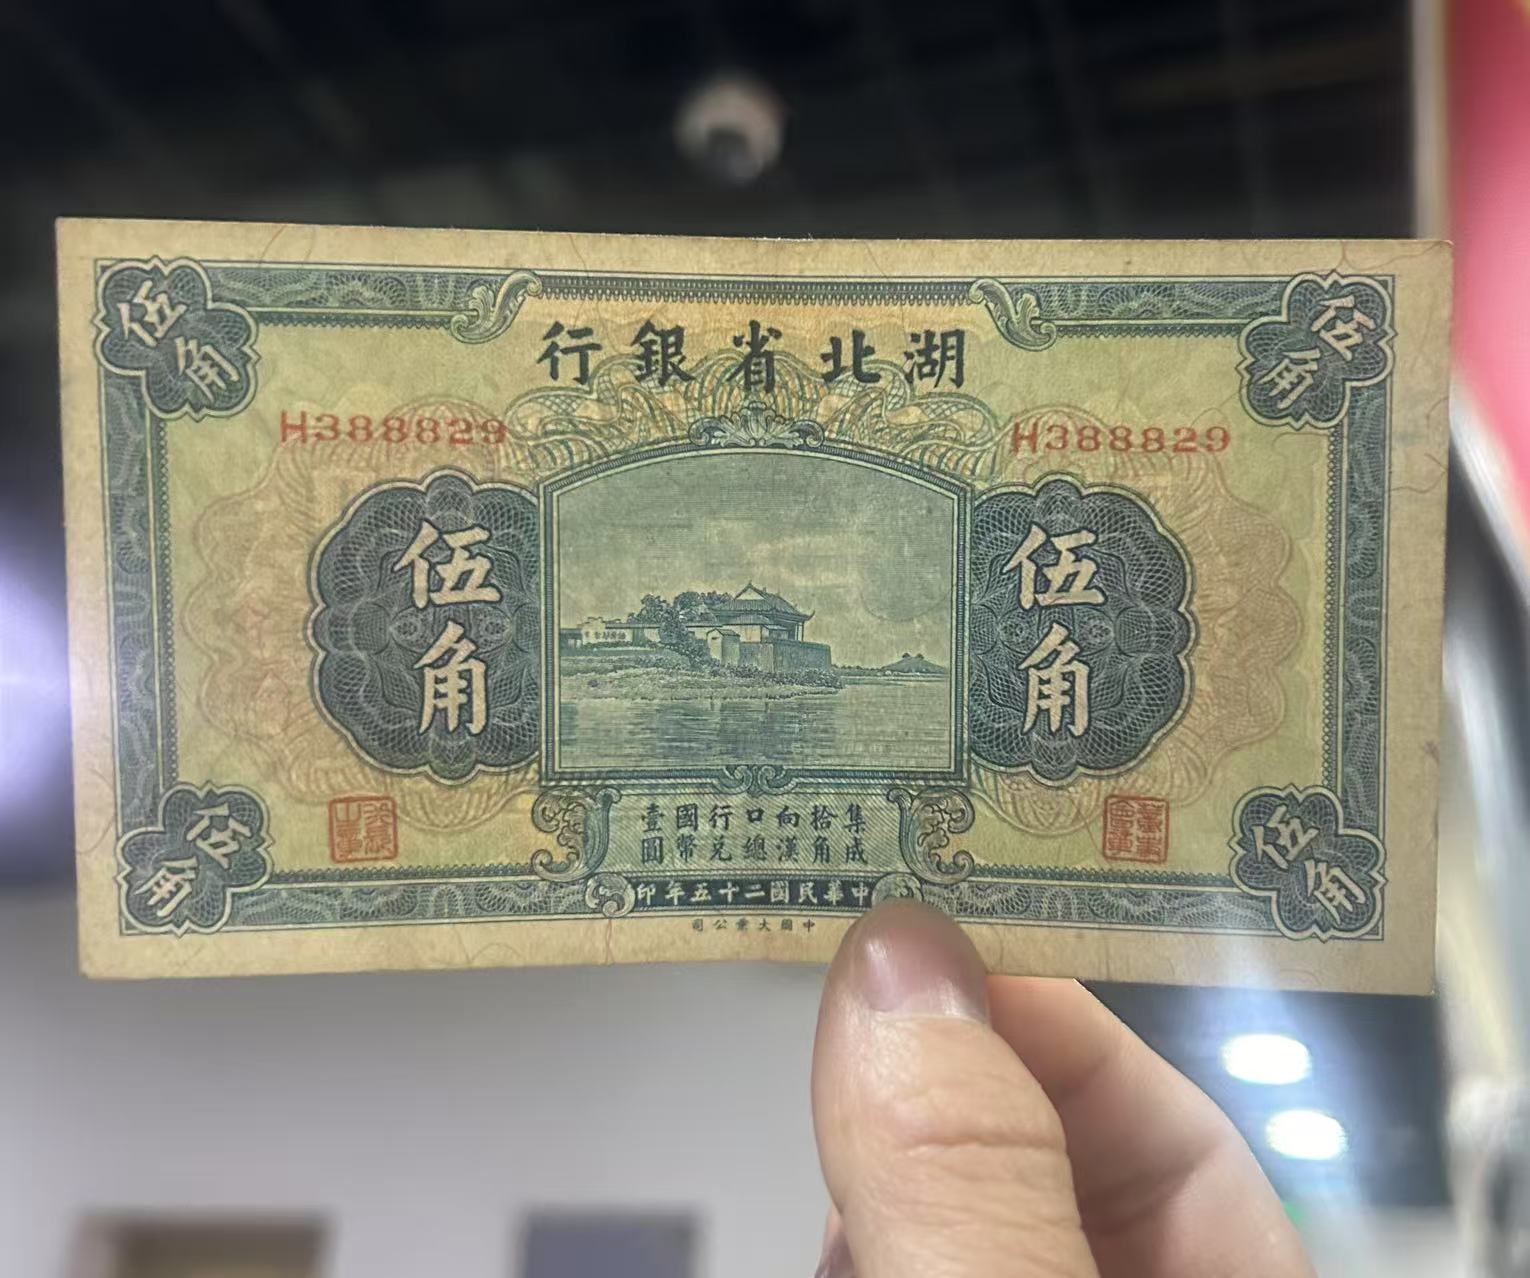 湖北省銀行
伍角
伍角
H388829
H388829
伍角
伍角
集成拾角向漢口總行兌國幣壹圓
伍角
伍角
中華民國二十五年印
中國大業公司